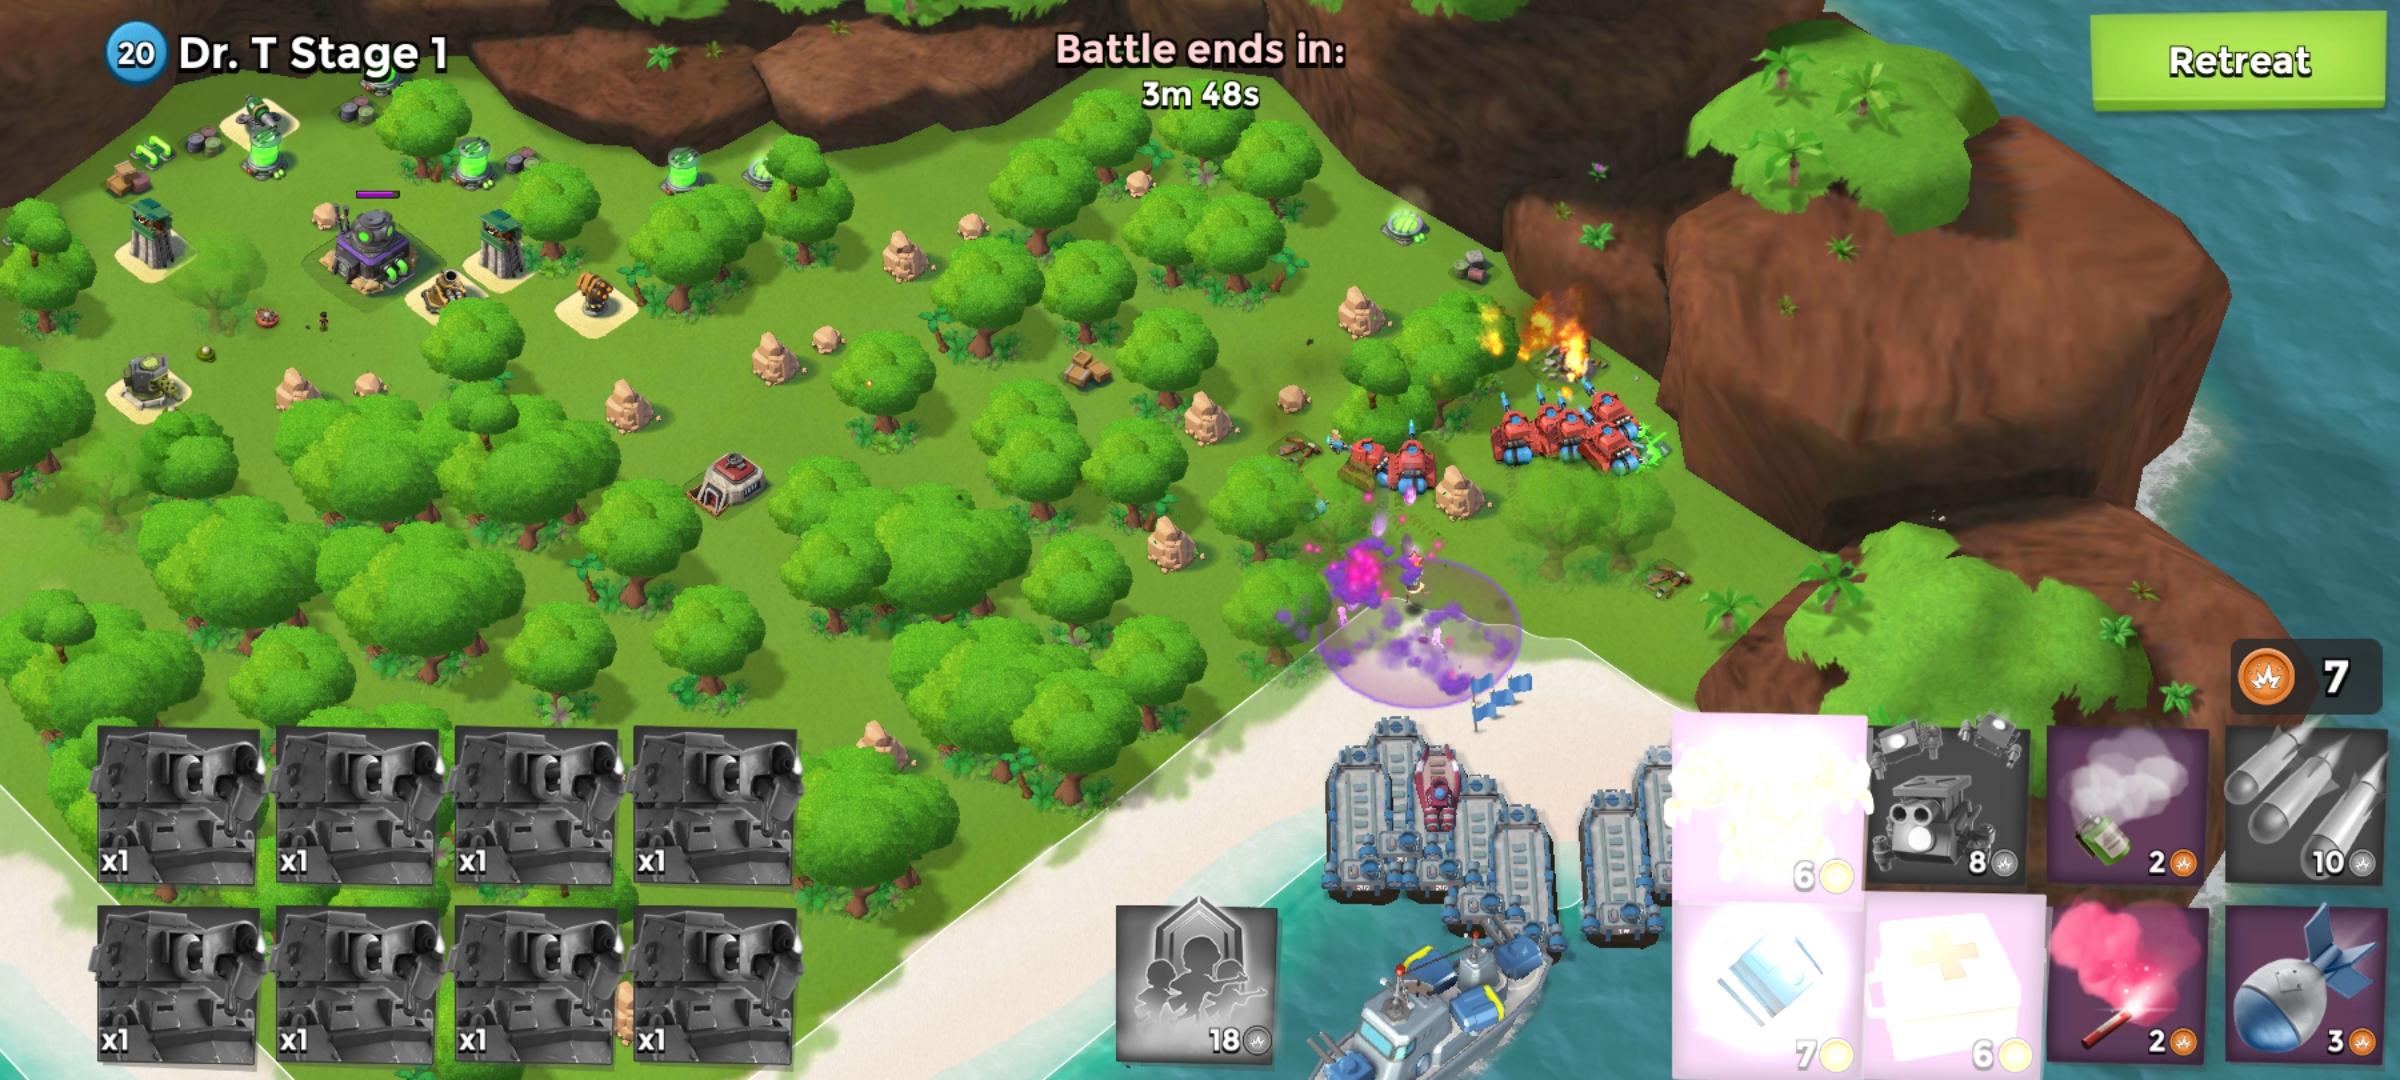 20 Dr. T Stage 1
Battle ends in:
3m 48s
Retreat
7
x1 x1 x1 x1
6 8 2 10
x1 x1 x1 x1
18
7 6 2 3